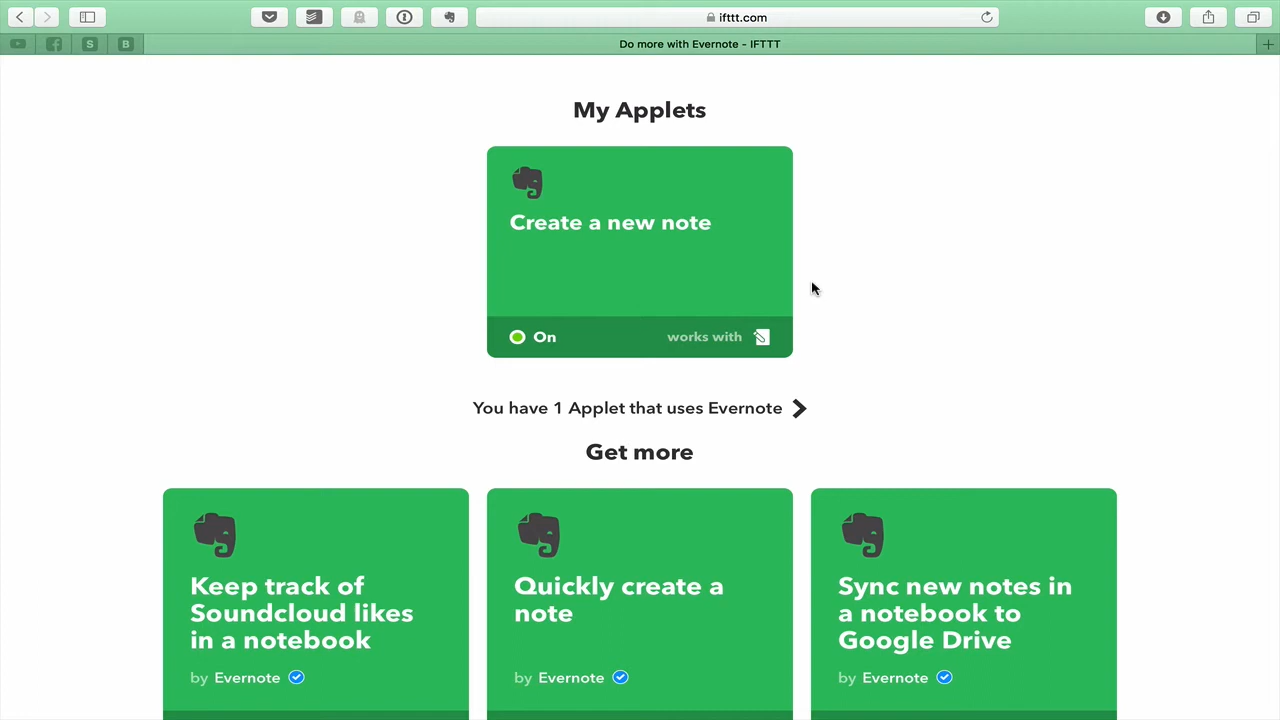 ifttt.com
S
B
Do more with Evernote - IFTTT
My Applets
Create a new note
On
works with
You have 1 Applet that uses Evernote
Get more
Keep track of
Soundcloud likes
in a notebook
by Evernote
Quickly create a
note
by Evernote
Sync new notes in
a notebook to
Google Drive
by Evernote